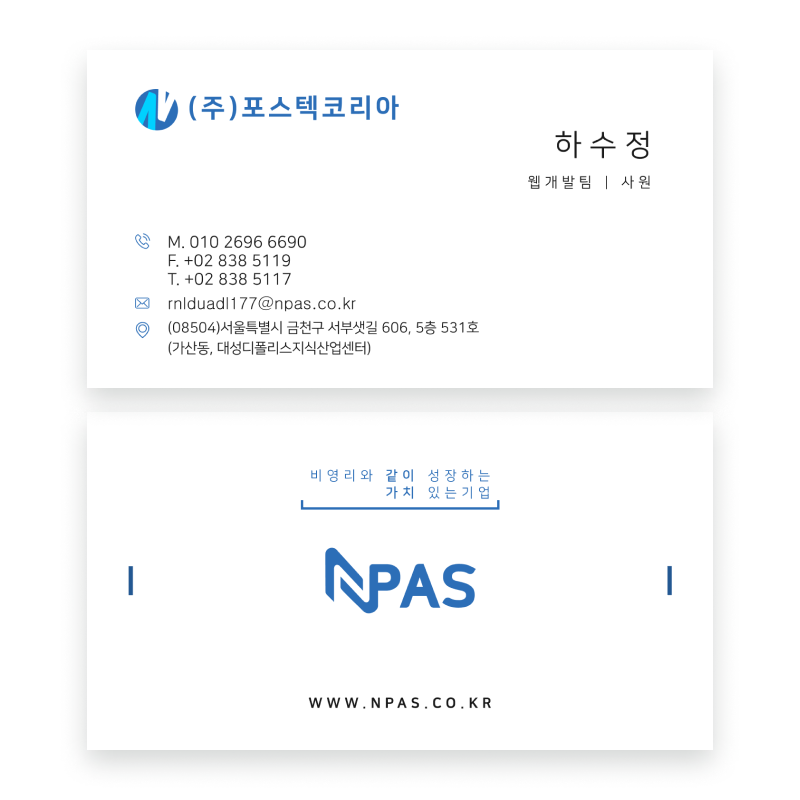 (주)포스텍코리아
하수정
웹개발팀 | 사원
M. 010 2696 6690
F. +02 838 5119
T. +02 838 5117
rnlduadl177@npas.co.kr
(08504)서울특별시 금천구 서부샛길 606, 5층 531호
(가산동, 대성디폴리스지식산업센터)
비영리와 같이 성장하는
가치 있는기업
NPAS
WWW.NPAS.CO.KR